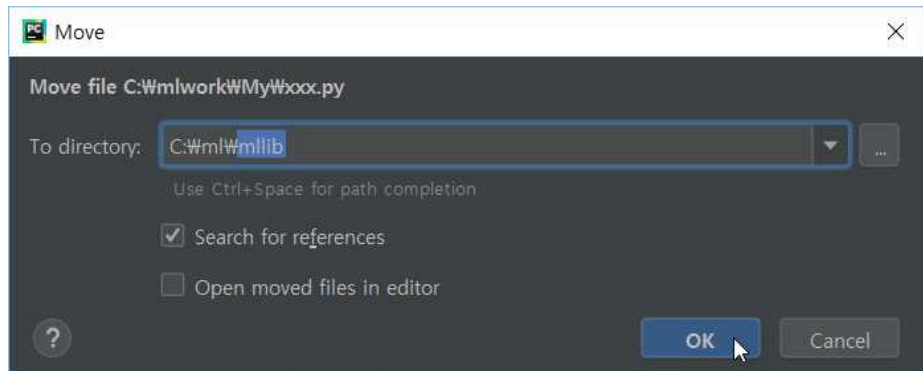 PC
Move
Move file C:₩mlwork₩My₩xxx.py
To directory: C:₩ml₩mllib ...
Use Ctrl+Space for path completion
Search for references
Open moved files in editor
? OK Cancel